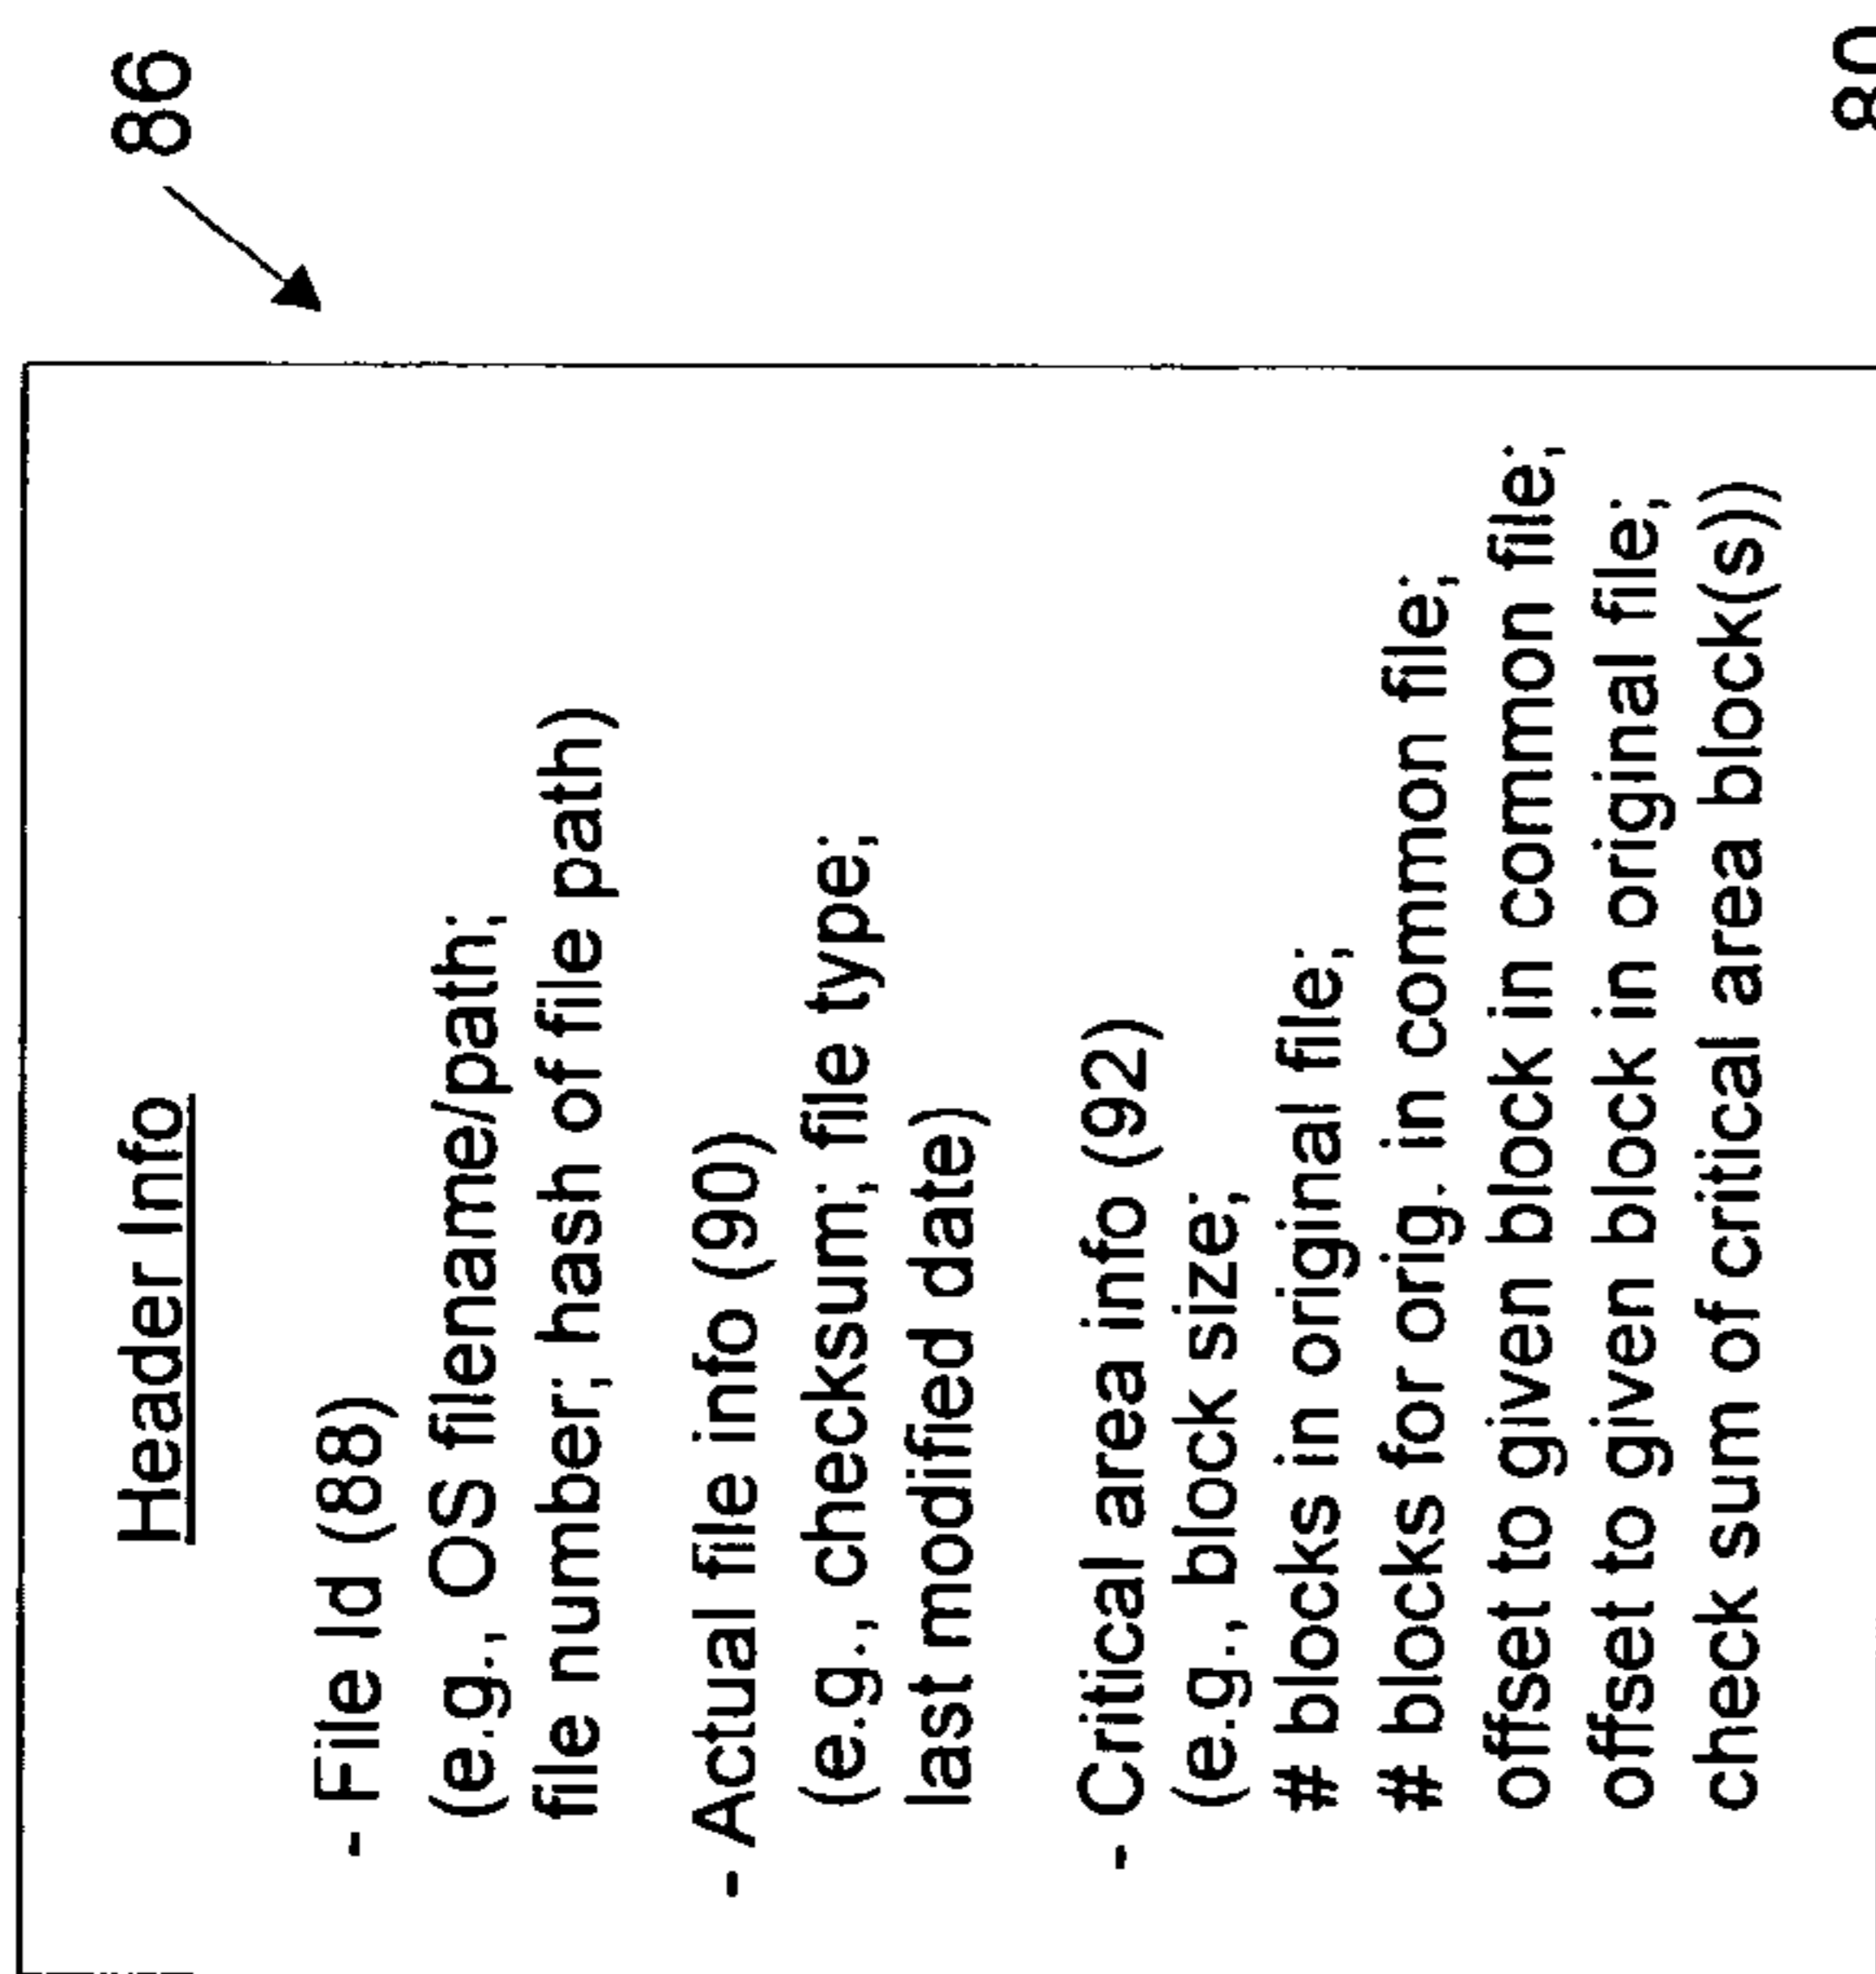 86
Header Info
- File Id (88)
(e.g., OS filename/path;
file number; hash of file path)
- Actual file info (90)
(e.g., checksum; file type;
last modified date)
- Critical area info (92)
(e.g., block size;
# blocks in original file;
# blocks for orig. in common file;
offset to given block in common file;
offset to given block in original file;
check sum of critical area block(s))